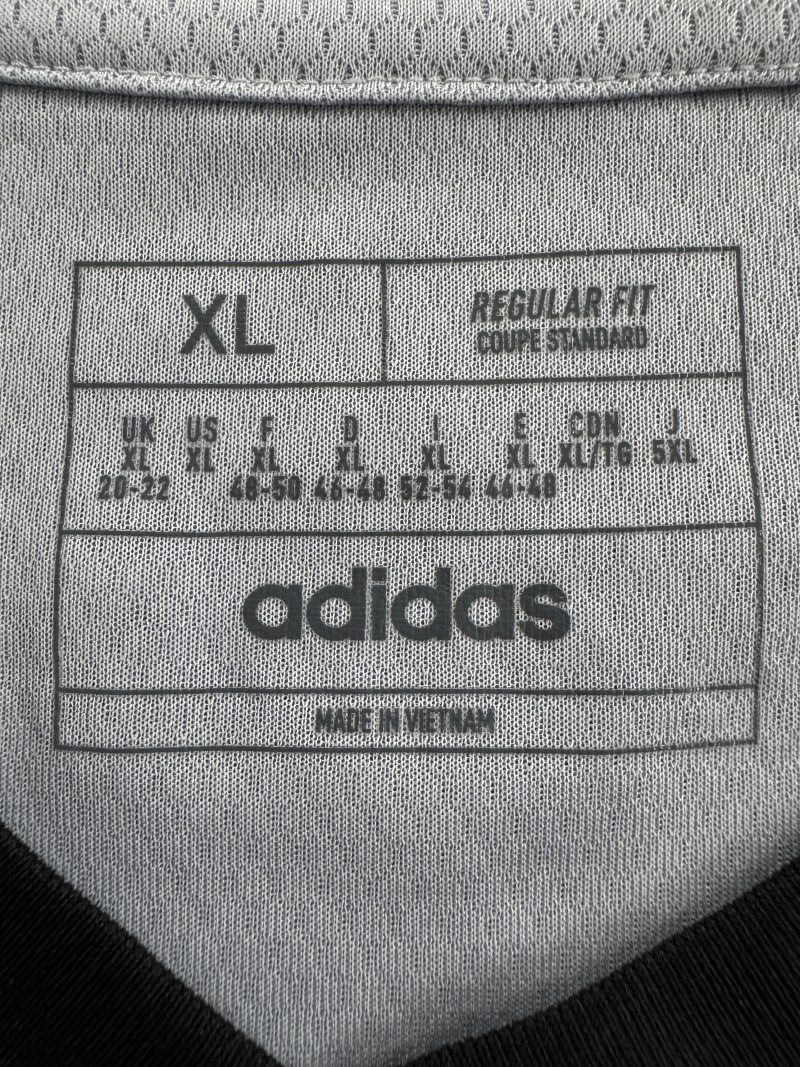 XL
REGULAR FIT
COUPE STANDARD
UK US F D I E CDN J
XL XL XL XL XL XL XL/TG 5XL
20-22 48-50 46-48 52-54 46-48
adidas
MADE IN VIETNAM